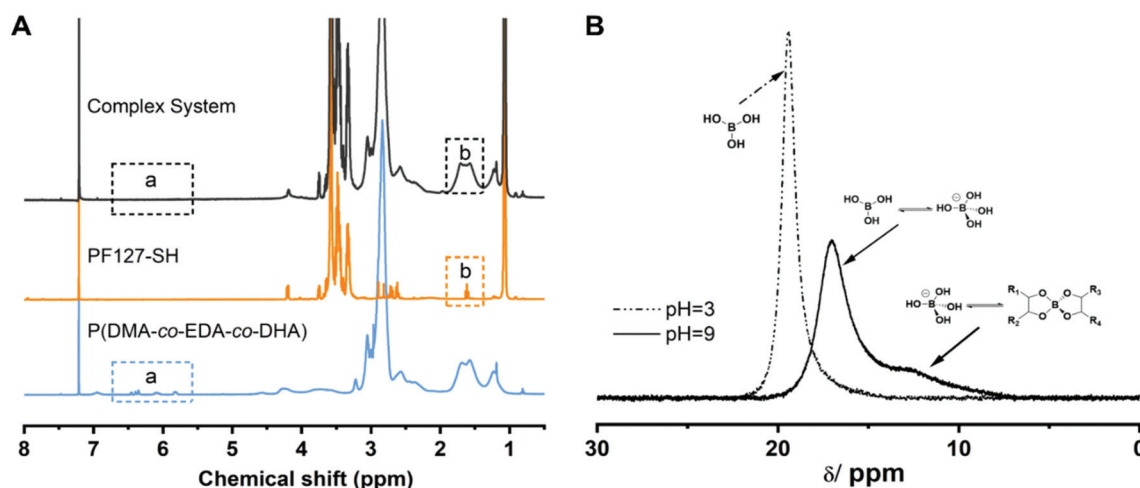 A
Complex System
a
b
PF127-SH
b
P(DMA-co-EDA-co-DHA)
a
8 7 6 5 4 3 2 1
Chemical shift (ppm)
B
HO B OH
OH
HO B OH
OH
⊖ OH
HO B OH
OH
⊖ OH
HO B OH
OH
R₁ O O R₃
B
R₂ O O R₄
pH=3
pH=9
30 20 10 0
δ/ ppm